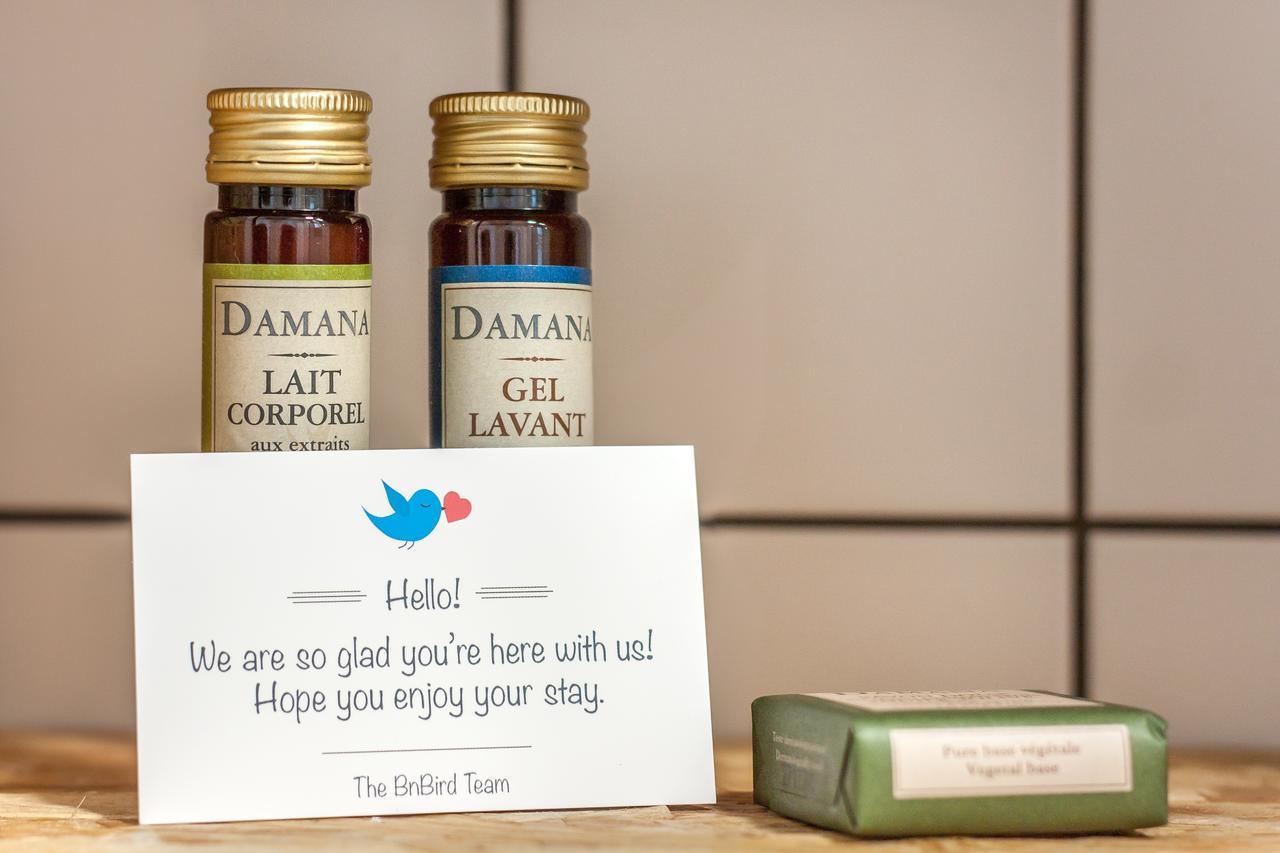 DAMANA
LAIT
CORPOREL
aux extraits
DAMANA
GEL
LAVANT
Hello!
We are so glad you're here with us!
Hope you enjoy your stay.
The BnBird Team
Pure base végétale
Vegetal base